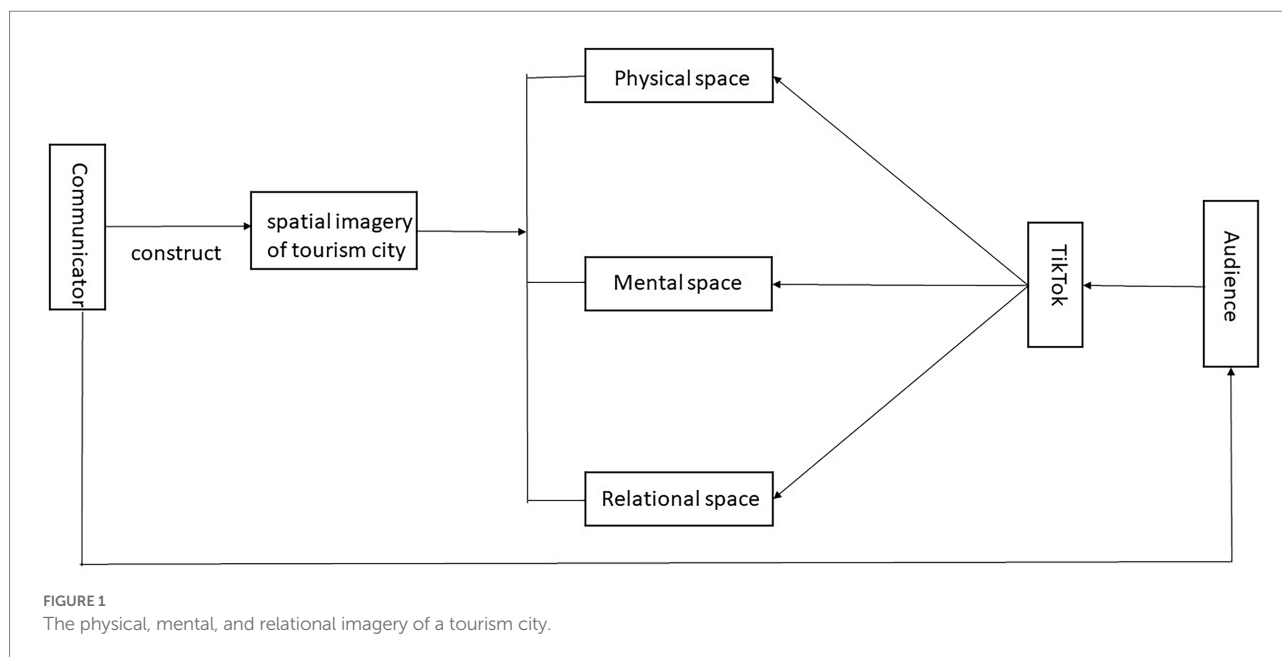 Physical space
Communicator
spatial imagery
of tourism city
construct
Mental space
TikTok
Audience
Relational space
FIGURE 1
The physical, mental, and relational imagery of a tourism city.